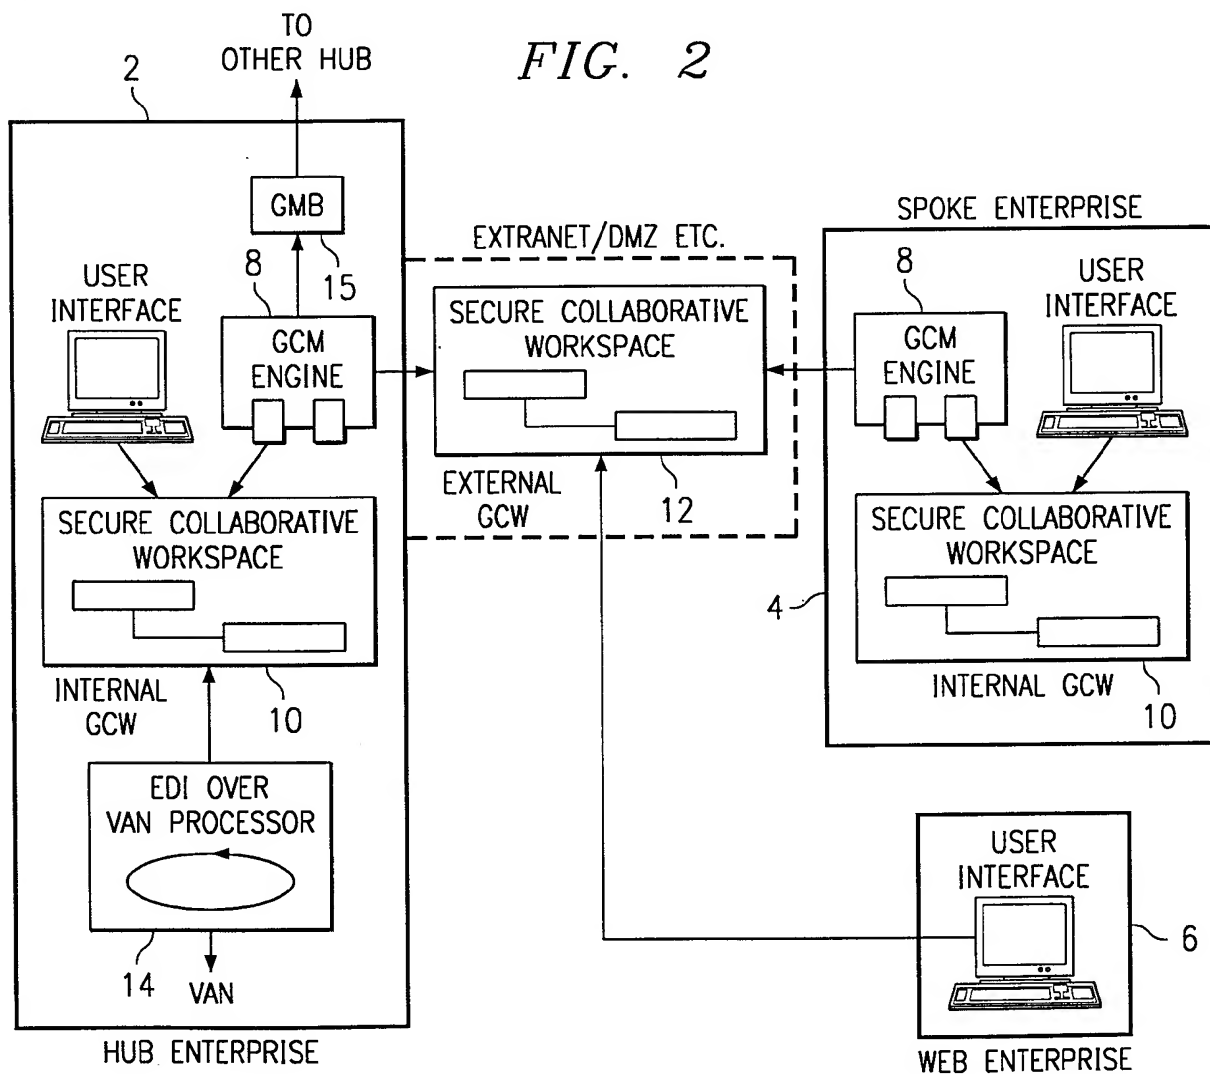 TO
OTHER HUB
FIG. 2
2
GMB
15
8
USER
INTERFACE
GCM
ENGINE
EXTRANET/DMZ ETC.
SECURE COLLABORATIVE
WORKSPACE
EXTERNAL
GCW
12
SPOKE ENTERPRISE
8
GCM
ENGINE
USER
INTERFACE
SECURE COLLABORATIVE
WORKSPACE
INTERNAL
GCW
10
SECURE COLLABORATIVE
WORKSPACE
4
INTERNAL GCW
10
EDI OVER
VAN PROCESSOR
14
VAN
HUB ENTERPRISE
USER
INTERFACE
6
WEB ENTERPRISE